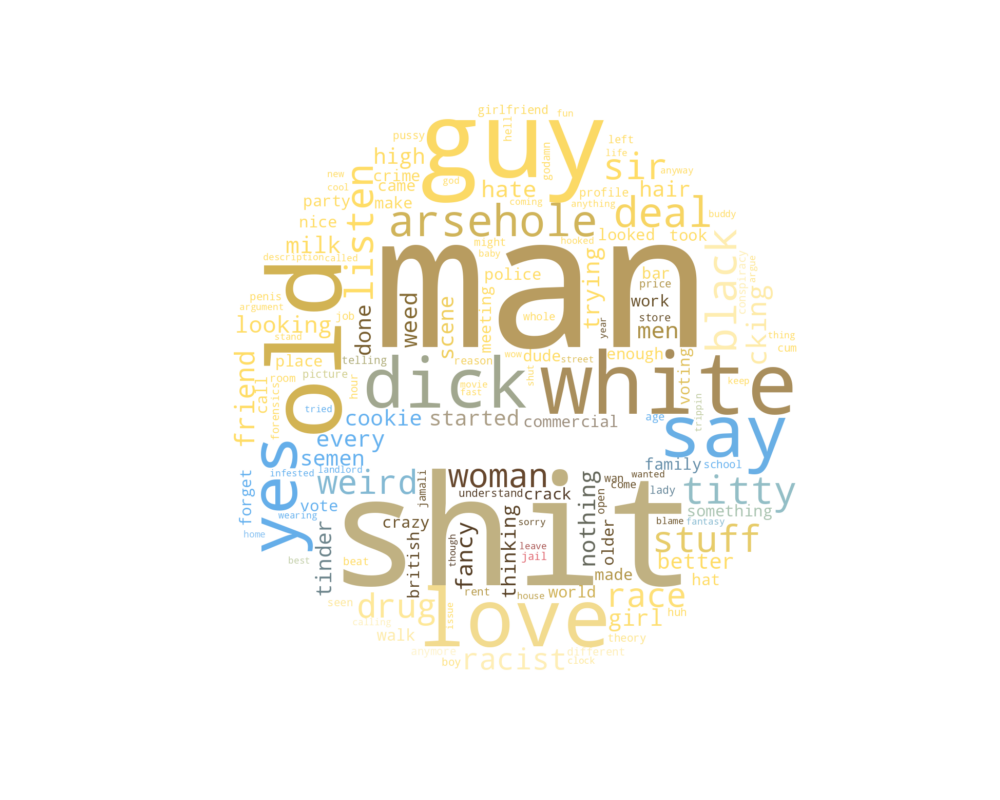 girlfriend
fun
guy
hell
godamn
left
pussy
high
god
sir
life
anyway
new
cool
crime
came
make
hate
coming
profile
anything
hair
party
nice
listen
arsehole
deal
buddy
milk
might
baby
hooked
looked
took
description
called
old
man
police
trying
bar
price
black
conspiracy
argue
penis
argument
looking
job
done
weed
scene
meeting
whole
year
work
store
men
cking
thing
stand
friend
call
place
room
forensics
telling
picture
hour
dick
reason
wow
dude
street
enough
voting
movie
fast
shut
white
keep
cum
trippin
tried
cookie
started
commercial
age
say
yes
every
semen
infested
landlord
forget
wearing
home
vote
weird
jamali
woman
understand
crack
wan
come
wanted
family
school
lady
titty
something
fantasy
blame
open
nothing
older
shit
crazy
british
though
fancy
thinking
sorry
leave
jail
tinder
best
beat
stuff
better
hat
made
seen
drug
calling
issue
rent
house
world
race
girl
huh
love
walk
theory
anymore
boy
racist
different
clock